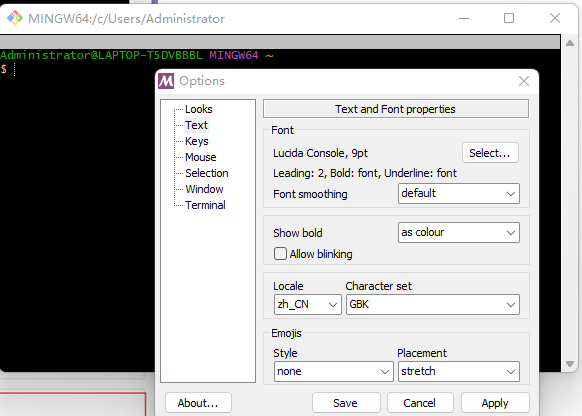 MINGW64:/c/Users/Administrator
Administrator@LAPTOP-T5DVBBBL MINGW64 ~
$
Options
Looks
Text
Keys
Mouse
Selection
Window
Terminal
Text and Font properties
Font
Lucida Console, 9pt
Select...
Leading: 2, Bold: font, Underline: font
Font smoothing
default
Show bold
as colour
Allow blinking
Locale
Character set
zh_CN
GBK
Emojis
Style
Placement
none
stretch
About...
Save
Cancel
Apply